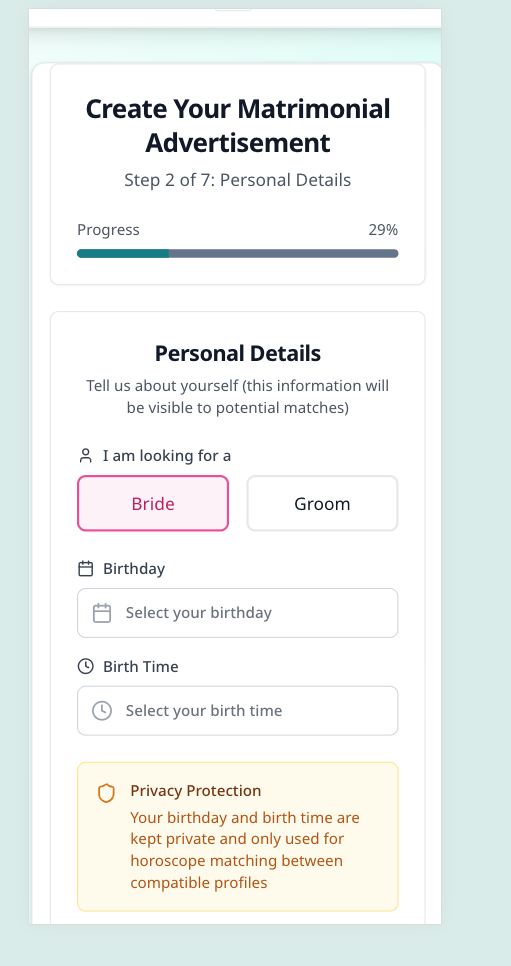 Create Your Matrimonial
Advertisement
Step 2 of 7: Personal Details
Progress
29%
Personal Details
Tell us about yourself (this information will
be visible to potential matches)
I am looking for a
Bride
Groom
Birthday
Select your birthday
Birth Time
Select your birth time
Privacy Protection
Your birthday and birth time are
kept private and only used for
horoscope matching between
compatible profiles